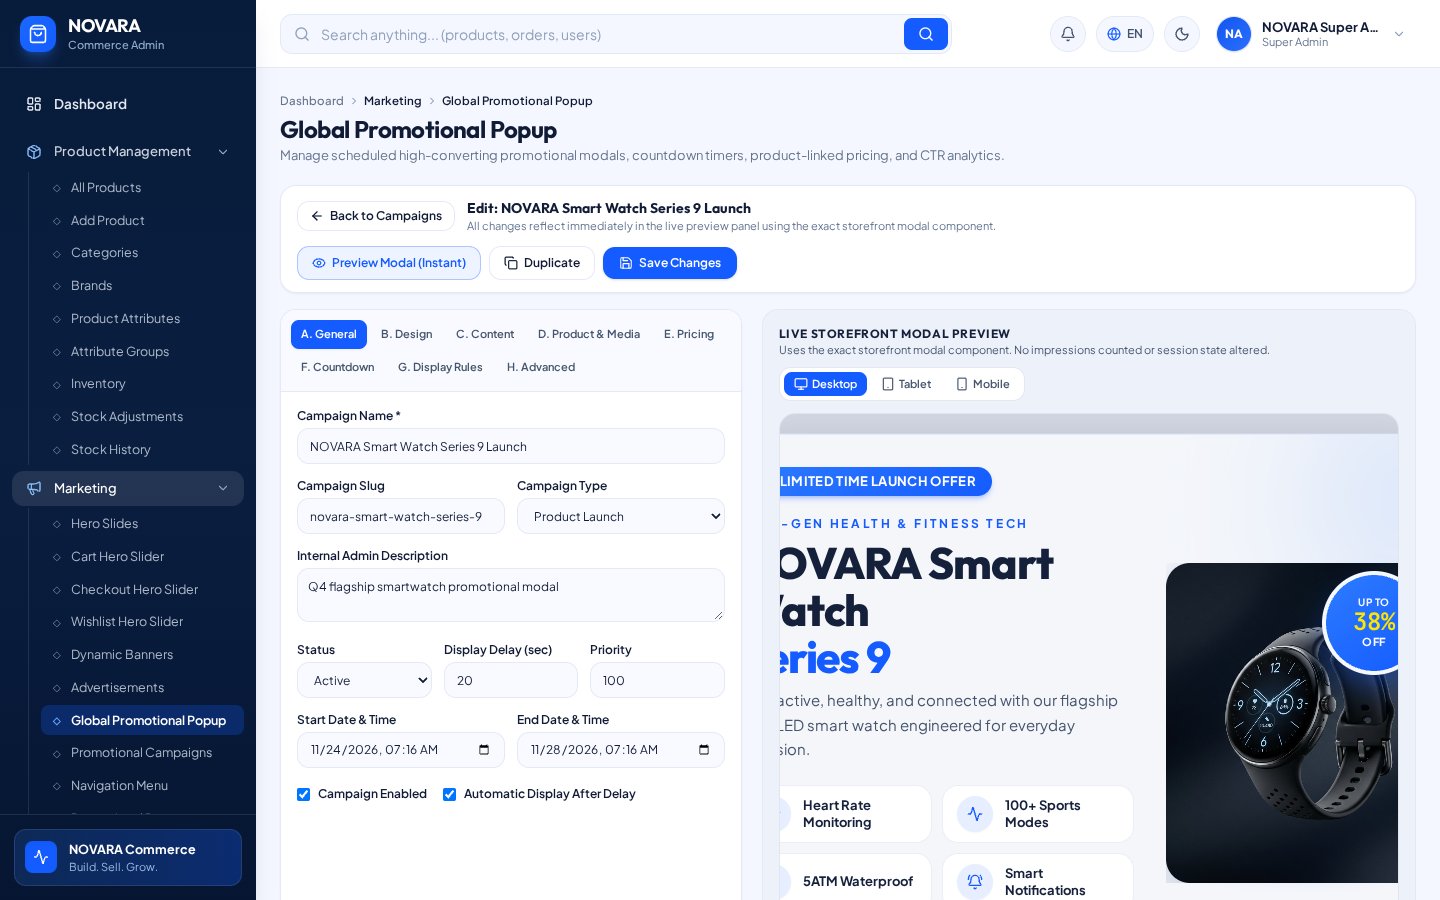 NOVARA
Commerce Admin
Search anything... (products, orders, users)
EN
NA
NOVARA Super A...
Super Admin
Dashboard
Product Management
All Products
Add Product
Categories
Brands
Product Attributes
Attribute Groups
Inventory
Stock Adjustments
Stock History
Marketing
Hero Slides
Cart Hero Slider
Checkout Hero Slider
Wishlist Hero Slider
Dynamic Banners
Advertisements
Global Promotional Popup
Promotional Campaigns
Navigation Menu
NOVARA Commerce
Build. Sell. Grow.
Dashboard > Marketing > Global Promotional Popup
Global Promotional Popup
Manage scheduled high-converting promotional modals, countdown timers, product-linked pricing, and CTR analytics.
Back to Campaigns
Edit: NOVARA Smart Watch Series 9 Launch
All changes reflect immediately in the live preview panel using the exact storefront modal component.
Preview Modal (Instant)
Duplicate
Save Changes
A. General
B. Design
C. Content
D. Product & Media
E. Pricing
F. Countdown
G. Display Rules
H. Advanced
Campaign Name *
NOVARA Smart Watch Series 9 Launch
Campaign Slug
Campaign Type
novara-smart-watch-series-9
Product Launch
Internal Admin Description
Q4 flagship smartwatch promotional modal
Status
Display Delay (sec)
Priority
Active
20
100
Start Date & Time
End Date & Time
11/24/2026, 07:16 AM
11/28/2026, 07:16 AM
Campaign Enabled
Automatic Display After Delay
LIVE STOREFRONT MODAL PREVIEW
Uses the exact storefront modal component. No impressions counted or session state altered.
Desktop
Tablet
Mobile
LIMITED TIME LAUNCH OFFER
-GEN HEALTH & FITNESS TECH
OVARA Smart
atch
eries 9
active, healthy, and connected with our flagship
LED smart watch engineered for everyday
sion.
Heart Rate
Monitoring
100+ Sports
Modes
5ATM Waterproof
Smart
Notifications
UP TO
38%
OFF
12
3
6
9